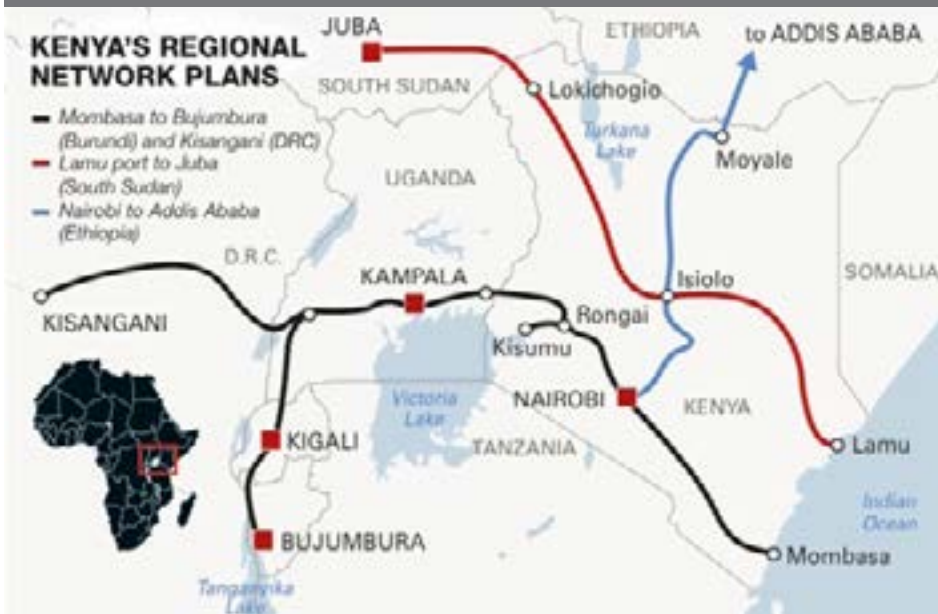 KENYA'S REGIONAL
NETWORK PLANS
Mombasa to Bujumbura
(Burundi) and Kisangani (DRC)
Lamu port to Juba
(South Sudan)
Nairobi to Addis Ababa
(Ethiopia)
JUBA
SOUTH SUDAN
ETHIOPIA
to ADDIS ABABA
Lokichogio
Turkana
Lake
Moyale
UGANDA
D.R.C.
SOMALIA
KAMPALA
Isiolo
KISANGANI
Rongai
Kisumu
NAIROBI
KENYA
Victoria
Lake
KIGALI
TANZANIA
Lamu
Indian
Ocean
BUJUMBURA
Mombasa
Tanganyika
Lake